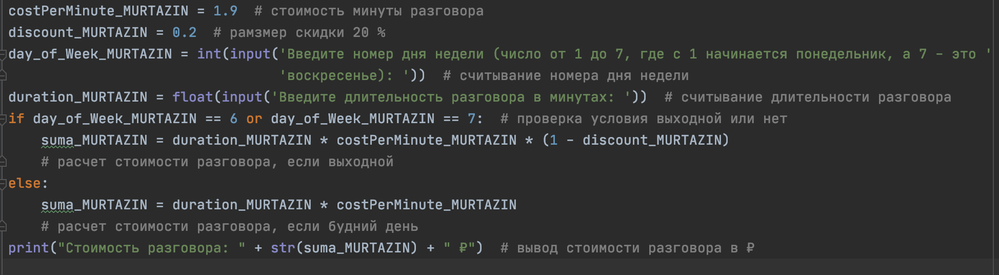 costPerMinute_MURTAZIN = 1.9  # стоимость минуты разговора
discount_MURTAZIN = 0.2  # рамзмер скидки 20 %
day_of_Week_MURTAZIN = int(input('Введите номер дня недели (число от 1 до 7, где с 1 начинается понедельник, а 7 - это '
                                 'воскресенье): '))  # считывание номера дня недели
duration_MURTAZIN = float(input('Введите длительность разговора в минутах: '))  # считывание длительности разговора
if day_of_Week_MURTAZIN == 6 or day_of_Week_MURTAZIN == 7:  # проверка условия выходной или нет
    suma_MURTAZIN = duration_MURTAZIN * costPerMinute_MURTAZIN * (1 - discount_MURTAZIN)
    # расчет стоимости разговора, если выходной
else:
    suma_MURTAZIN = duration_MURTAZIN * costPerMinute_MURTAZIN
    # расчет стоимости разговора, если будний день
print("Стоимость разговора: " + str(suma_MURTAZIN) + " ₽")  # вывод стоимости разговора в ₽